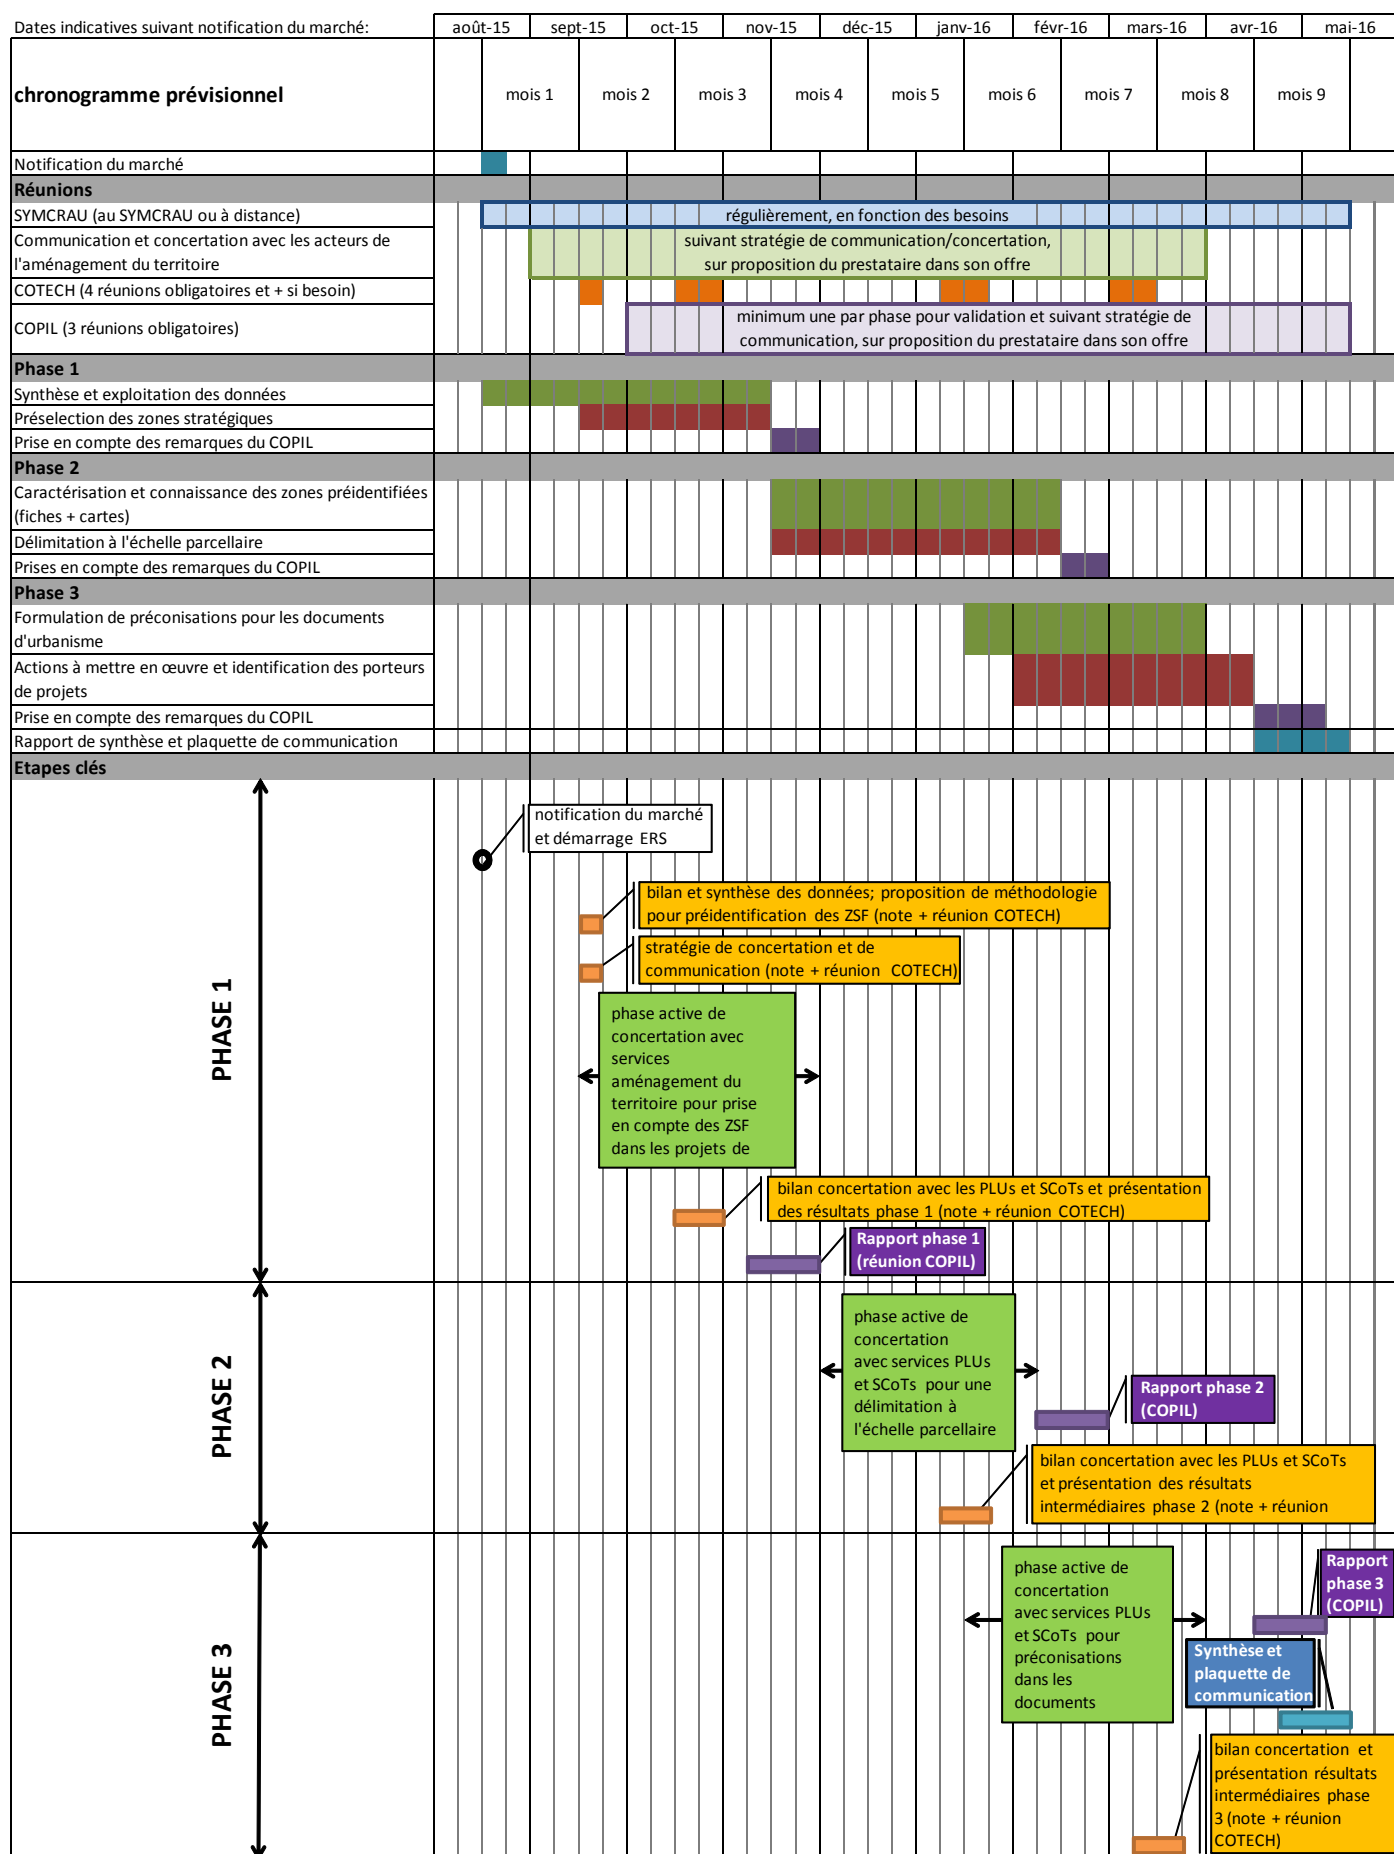 Dates indicatives suivant notification du marché:
août-15 sept-15 oct-15 nov-15 déc-15 janv-16 févr-16 mars-16 avr-16 mai-16
chronogramme prévisionnel
mois 1 mois 2 mois 3 mois 4 mois 5 mois 6 mois 7 mois 8 mois 9
Notification du marché
Réunions
SYMCRAU (au SYMCRAU ou à distance)
régulièrement, en fonction des besoins
Communication et concertation avec les acteurs de
l'aménagement du territoire
suivant stratégie de communication/concertation,
sur proposition du prestataire dans son offre
COTECH (4 réunions obligatoires et + si besoin)
COPIL (3 réunions obligatoires)
minimum une par phase pour validation et suivant stratégie de
communication, sur proposition du prestataire dans son offre
Phase 1
Synthèse et exploitation des données
Préselection des zones stratégiques
Prise en compte des remarques du COPIL
Phase 2
Caractérisation et connaissance des zones préidentifiées
(fiches + cartes)
Délimitation à l'échelle parcellaire
Prises en compte des remarques du COPIL
Phase 3
Formulation de préconisations pour les documents
d'urbanisme
Actions à mettre en œuvre et identification des porteurs
de projets
Prise en compte des remarques du COPIL
Rapport de synthèse et plaquette de communication
Etapes clés
PHASE 1
notification du marché
et démarrage ERS
bilan et synthèse des données; proposition de méthodologie
pour préidentification des ZSF (note + réunion COTECH)
stratégie de concertation et de
communication (note + réunion COTECH)
phase active de
concertation avec
services
aménagement du
territoire pour prise
en compte des ZSF
dans les projets de
bilan concertation avec les PLUs et SCoTs et présentation
des résultats phase 1 (note + réunion COTECH)
Rapport phase 1
(réunion COPIL)
PHASE 2
phase active de
concertation
avec services PLUs
et SCoTs pour une
délimitation à
l'échelle parcellaire
Rapport phase 2
(COPIL)
bilan concertation avec les PLUs et SCoTs
et présentation des résultats
intermédiaires phase 2 (note + réunion
PHASE 3
phase active de
concertation
avec services PLUs
et SCoTs pour
préconisations
dans les
documents
Rapport
phase 3
(COPIL)
Synthèse et
plaquette de
communication
bilan concertation et
présentation résultats
intermédiaires phase
3 (note + réunion
COTECH)